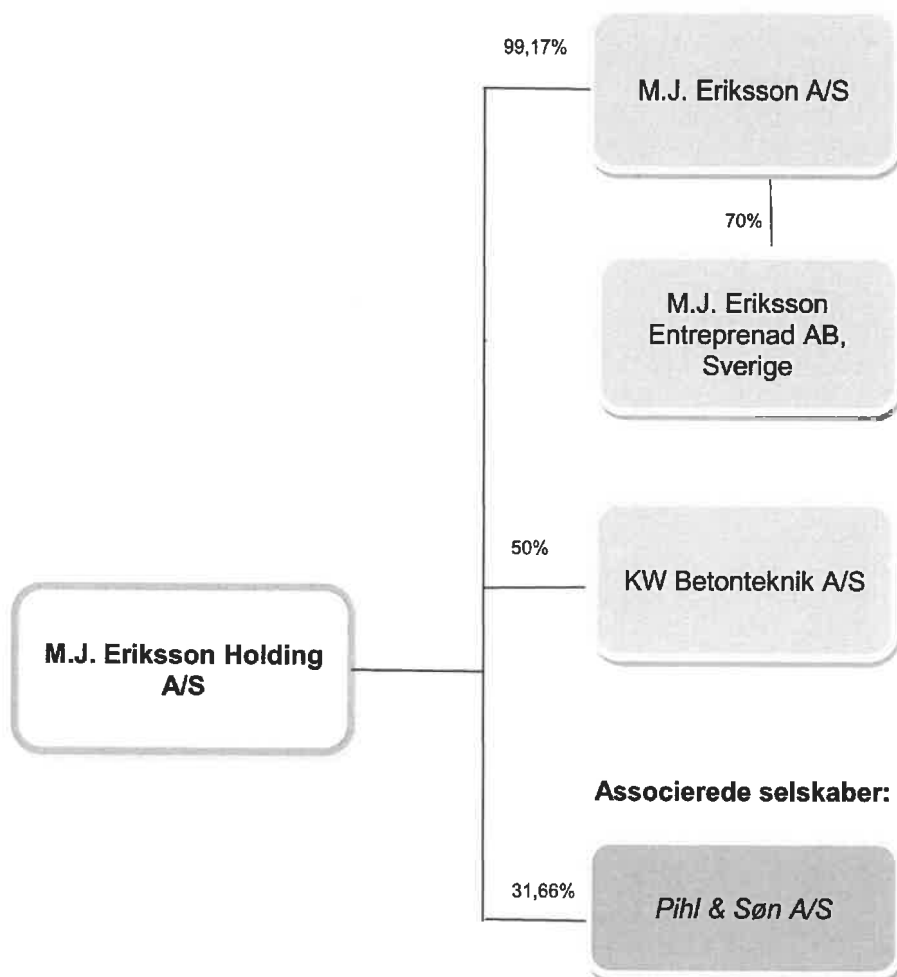 99,17%
M.J. Eriksson A/S
70%
M.J. Eriksson
Entreprenad AB,
Sverige
50%
KW Betonteknik A/S
M.J. Eriksson Holding
A/S
Associerede selskaber:
31,66%
Pihl & Søn A/S